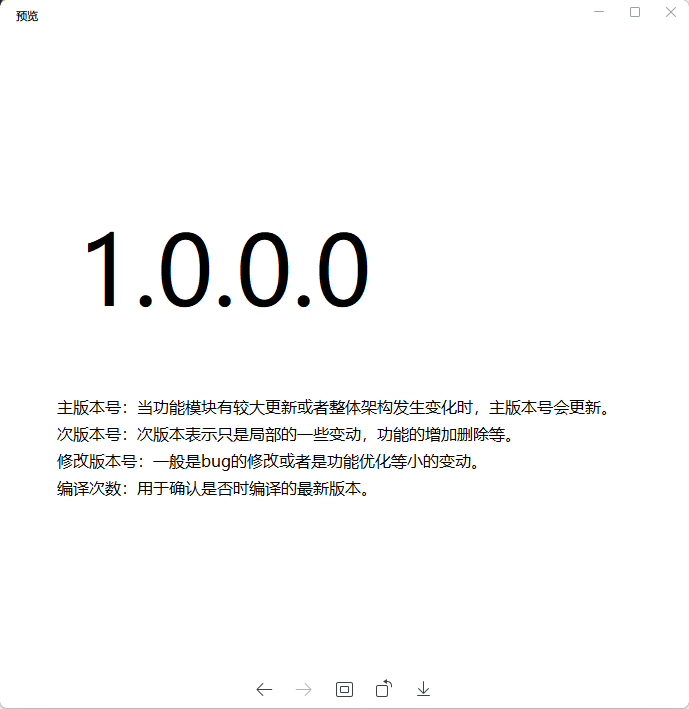 预览
1.0.0.0
主版本号：当功能模块有较大更新或者整体架构发生变化时，主版本号会更新。
次版本号：次版本表示只是局部的一些变动，功能的增加删除等。
修改版本号：一般是bug的修改或者是功能优化等小的变动。
编译次数：用于确认是否时编译的最新版本。